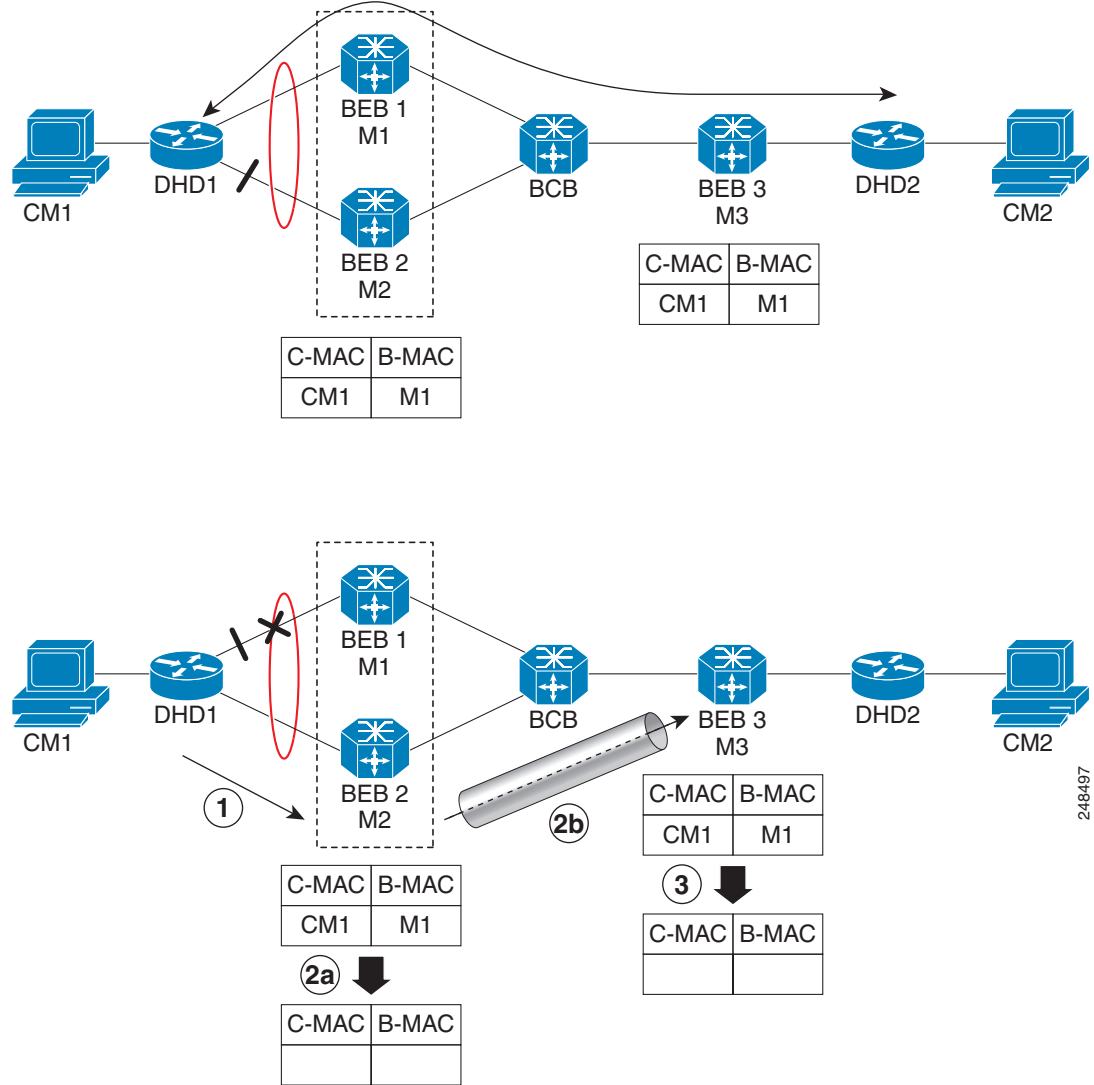 BEB 1
M1
CM1
DHD1
BCB
BEB 3
M3
DHD2
CM2
BEB 2
M2
C-MAC B-MAC
CM1 M1
C-MAC B-MAC
CM1 M1
BEB 1
M1
CM1
DHD1
BCB
BEB 3
M3
DHD2
CM2
BEB 2
M2
1
2b
C-MAC B-MAC
CM1 M1
3
C-MAC B-MAC
C-MAC B-MAC
CM1 M1
2a
C-MAC B-MAC
248497